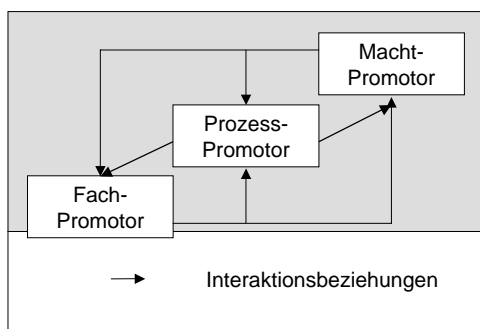 Macht-
Promotor
Prozess-
Promotor
Fach-
Promotor
Interaktionsbeziehungen